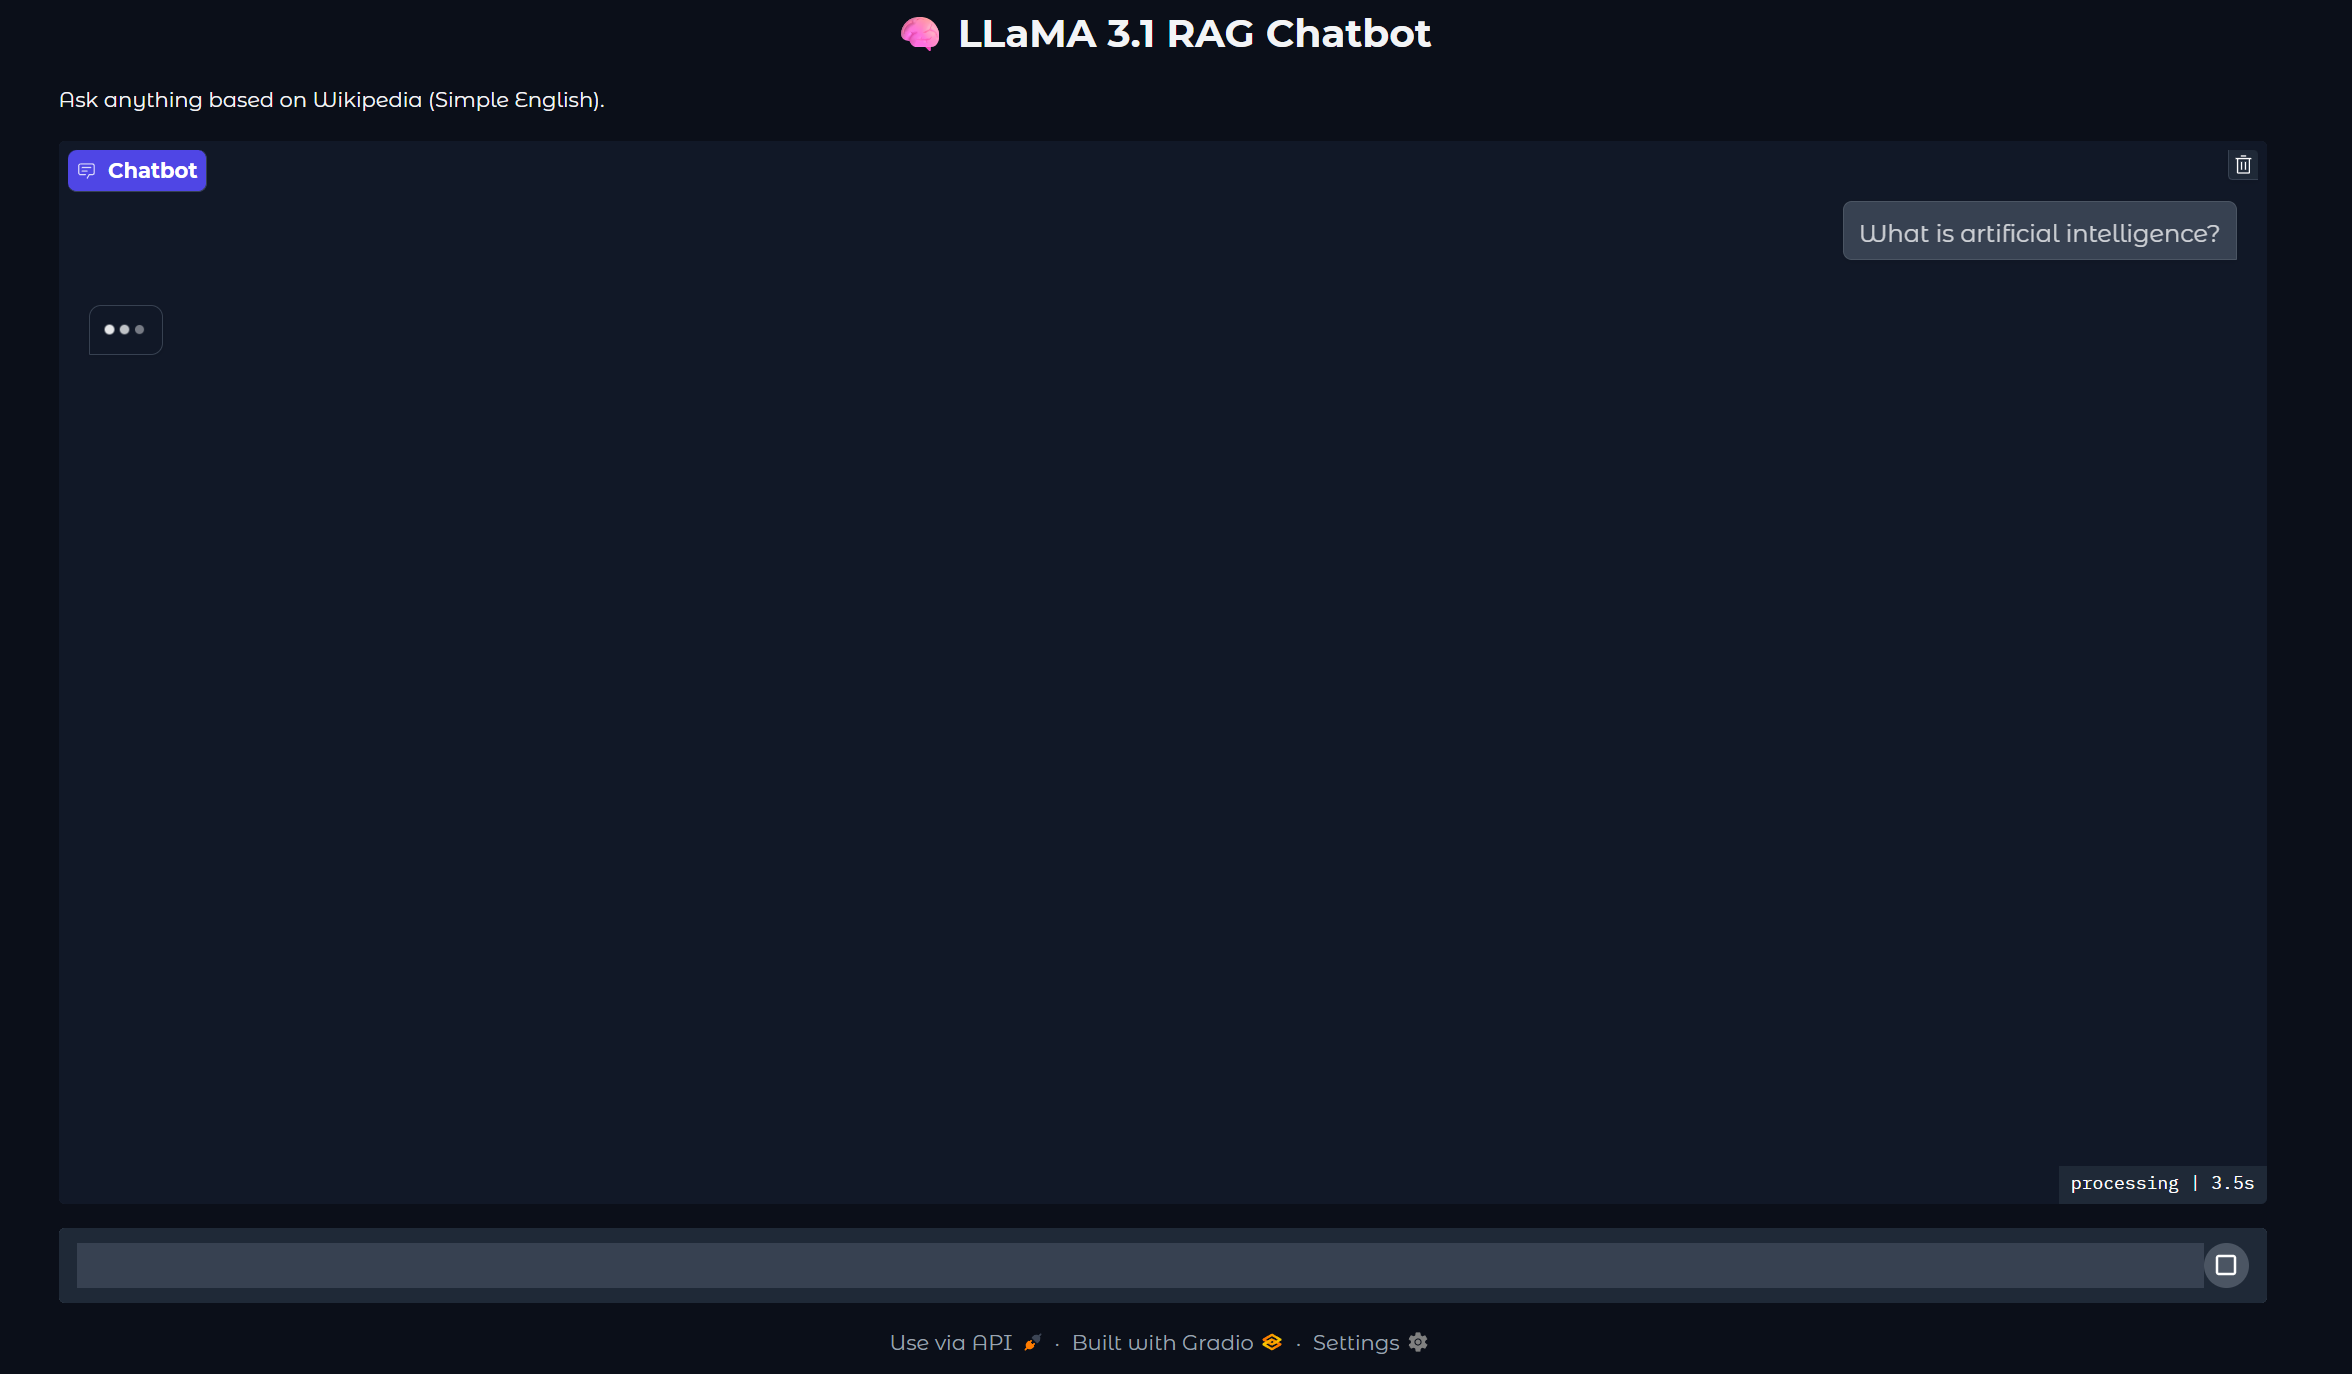 LLaMA 3.1 RAG Chatbot
Ask anything based on Wikipedia (Simple English).
Chatbot
What is artificial intelligence?
processing | 3.5s
Use via API · Built with Gradio · Settings